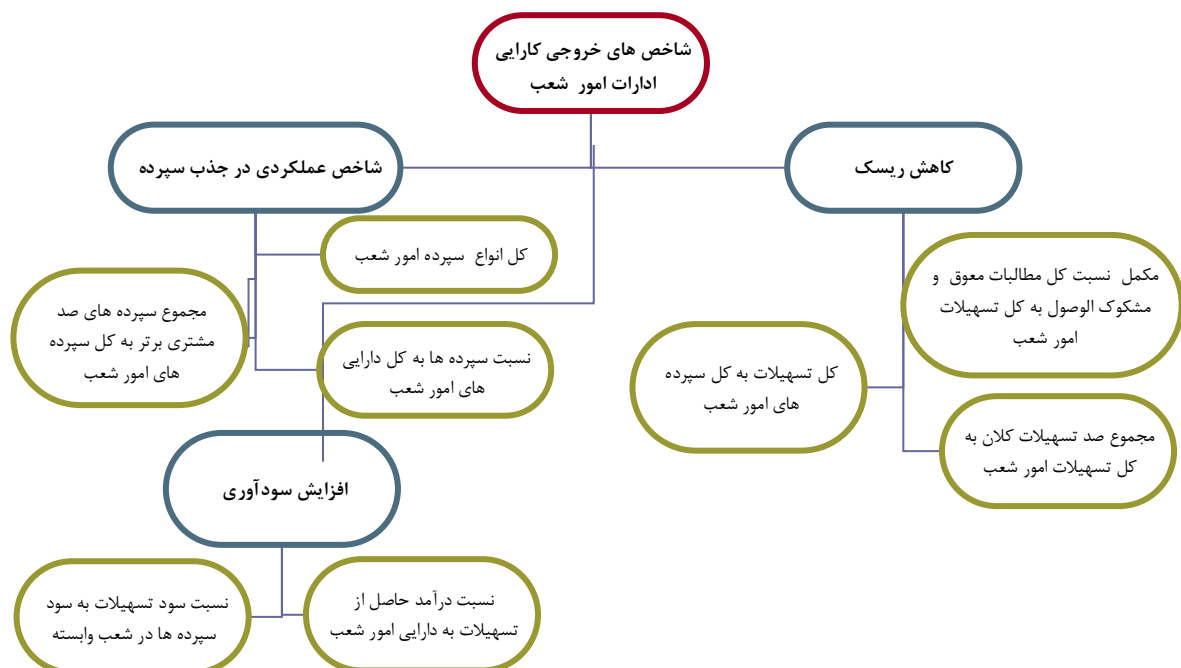 شاخص های خروجی کارایی
ادارات امور شعب
کاهش ریسک
شاخص عملکردی در جذب سپرده
مکمل نسبت کل مطالبات معوق و
مشکوک الوصول به کل تسهیلات
امور شعب
کل تسهیلات به کل سپرده
های امور شعب
مجموع صد تسهیلات کلان به
کل تسهیلات امور شعب
کل انواع سپرده امور شعب
مجموع سپرده های صد
مشتری برتر به کل سپرده
های امور شعب
نسبت سپرده ها به کل دارایی
های امور شعب
افزایش سودآوری
نسبت درآمد حاصل از
تسهیلات به دارایی امور شعب
نسبت سود تسهیلات به سود
سپرده ها در شعب وابسته